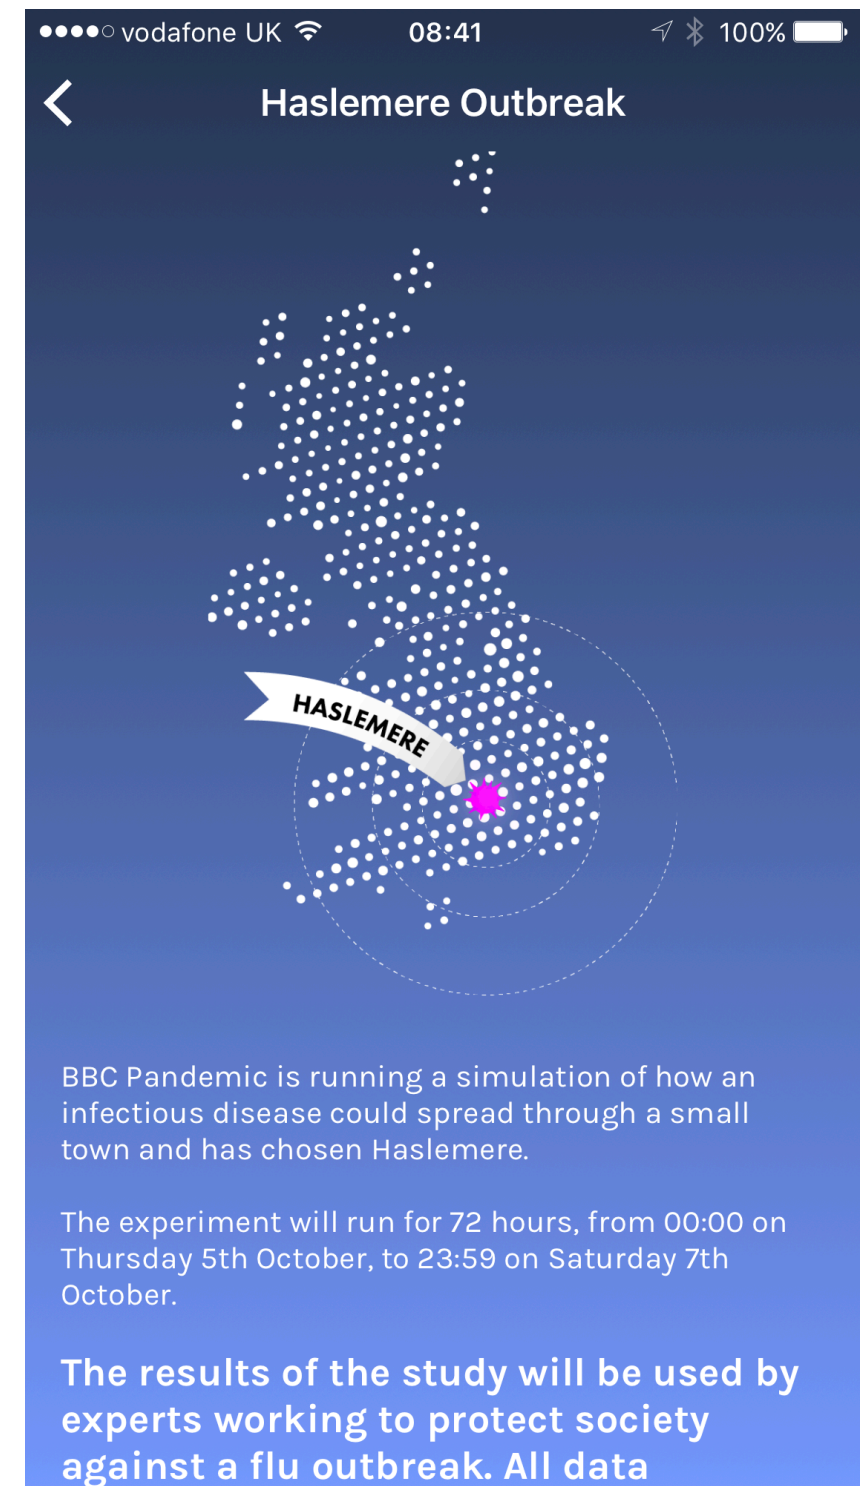 vodafone UK 08:41 100%
Haslemere Outbreak
HASLEMERE
BBC Pandemic is running a simulation of how an
infectious disease could spread through a small
town and has chosen Haslemere.
The experiment will run for 72 hours, from 00:00 on
Thursday 5th October, to 23:59 on Saturday 7th
October.
The results of the study will be used by
experts working to protect society
against a flu outbreak. All data